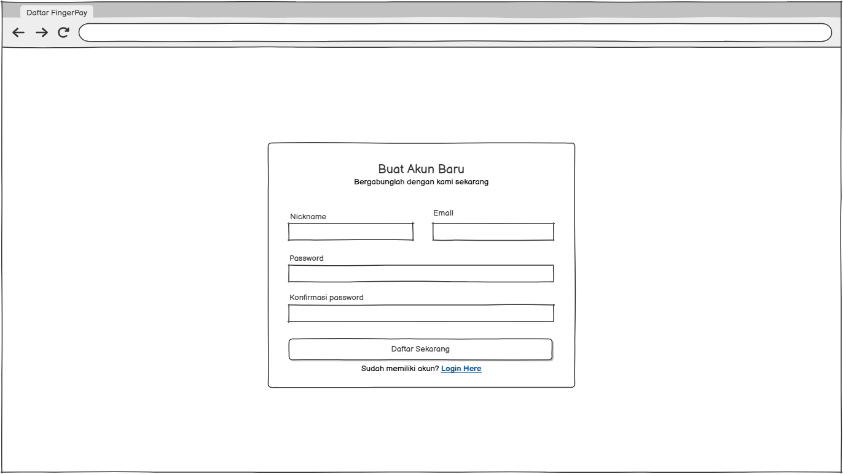 Daftar FingerPay
Buat Akun Baru
Bergabunglah dengan kami sekarang
Nickname
Email
Password
Konfirmasi password
Daftar Sekarang
Sudah memiliki akun? Login Here